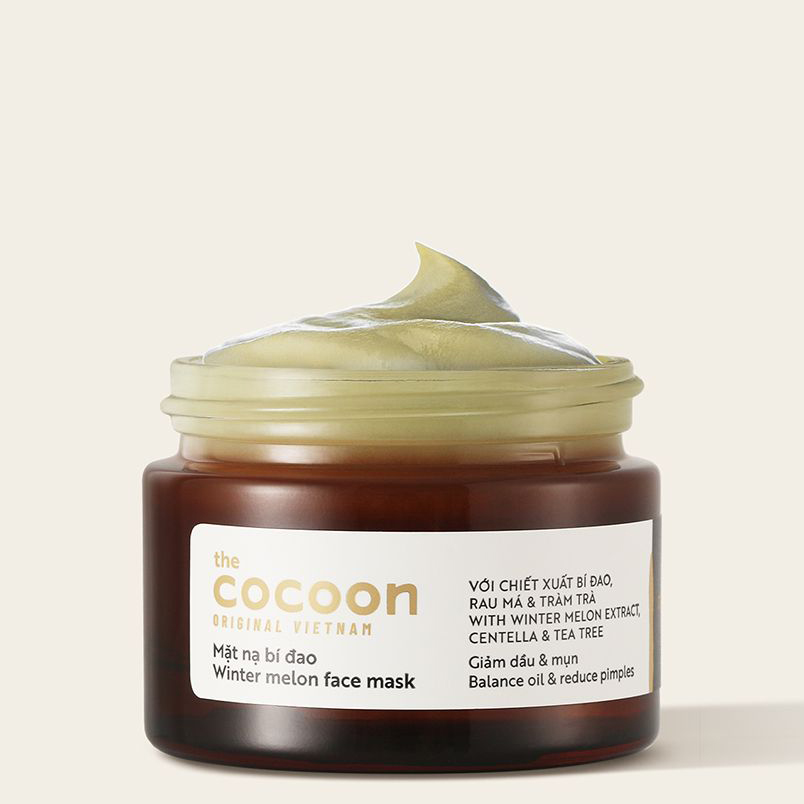 the
cocoon
ORIGINAL VIETNAM
Mặt nạ bí đao
Winter melon face mask
VỚI CHIẾT XUẤT BÍ ĐAO,
RAU MÁ & TRÀM TRÀ
WITH WINTER MELON EXTRACT,
CENTELLA & TEA TREE
Giảm dầu & mụn
Balance oil & reduce pimples